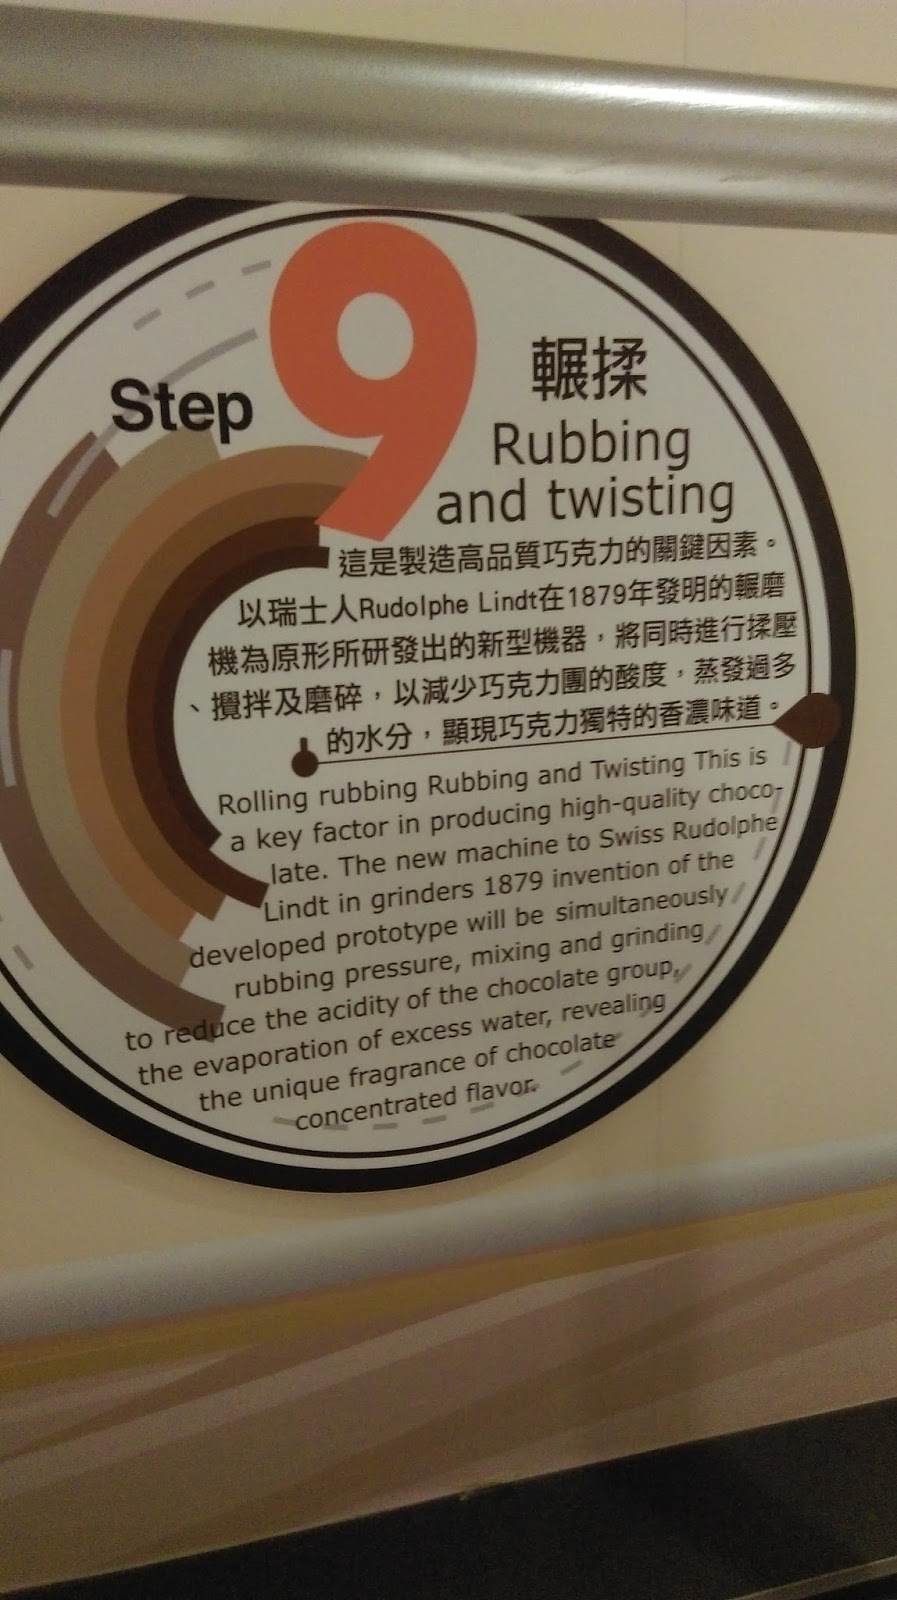 Step 9
輾揉
Rubbing
and twisting
這是製造高品質巧克力的關鍵因素。
以瑞士人Rudolphe Lindt在1879年發明的輾磨
機為原形所研發出的新型機器，將同時進行揉壓
、攪拌及磨碎，以減少巧克力團的酸度，蒸發過多
的水分，顯現巧克力獨特的香濃味道。
Rolling rubbing Rubbing and Twisting This is
a key factor in producing high-quality choco-
late. The new machine to Swiss Rudolphe
Lindt in grinders 1879 invention of the
developed prototype will be simultaneously
rubbing pressure, mixing and grinding
to reduce the acidity of the chocolate group,
the evaporation of excess water, revealing
the unique fragrance of chocolate
concentrated flavor.